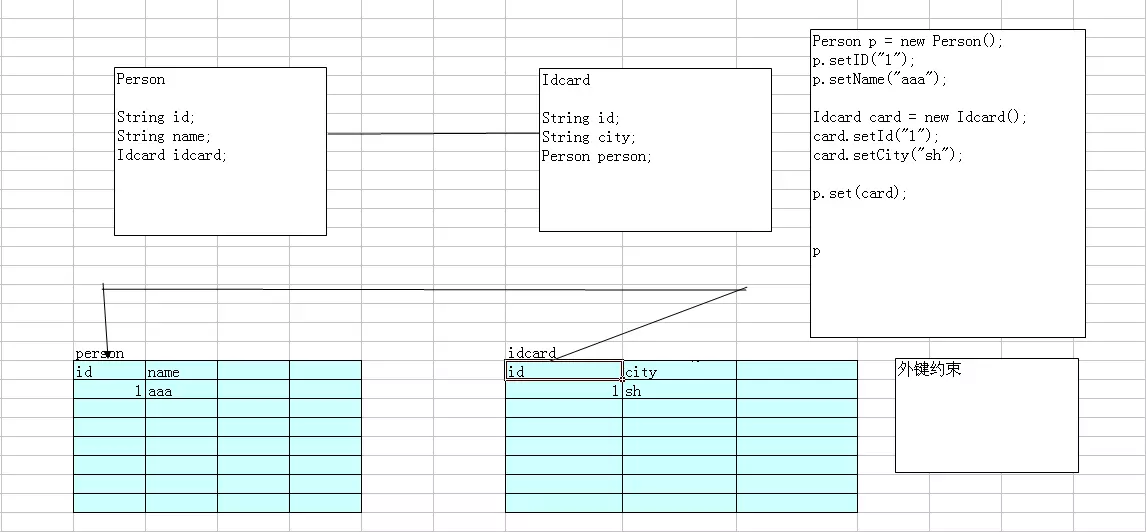 Person
String id;
String name;
Idcard idcard;
Idcard
String id;
String city;
Person person;
Person p = new Person();
p.setID("1");
p.setName("aaa");
Idcard card = new Idcard();
card.setId("1");
card.setCity("sh");
p.set(card);
p
person
id name
1 aaa
idcard
id city
1 sh
外键约束